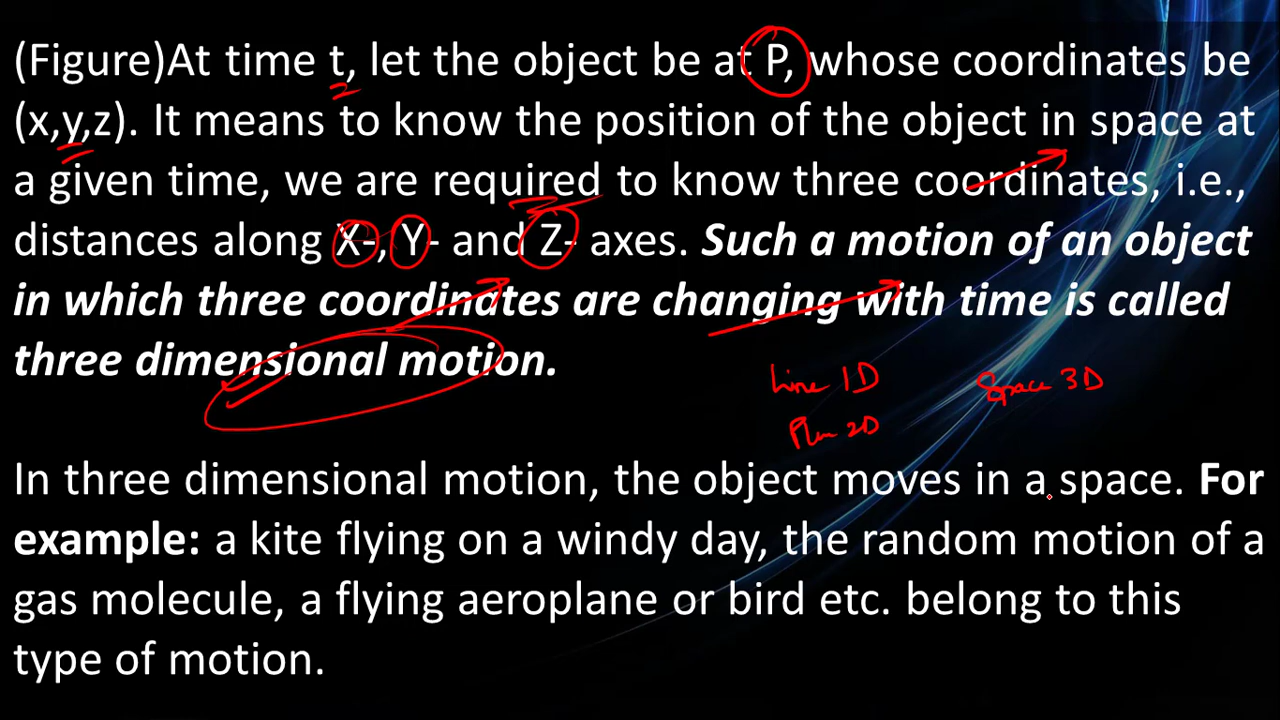 (Figure)At time t, let the object be at P, whose coordinates be
(x,y,z). It means to know the position of the object in space at
a given time, we are required to know three coordinates, i.e.,
distances along X-, Y- and Z- axes. Such a motion of an object
in which three coordinates are changing with time is called
three dimensional motion.
Line 1D
Space 3D
2D
In three dimensional motion, the object moves in a space. For
example: a kite flying on a windy day, the random motion of a
gas molecule, a flying aeroplane or bird etc. belong to this
type of motion.